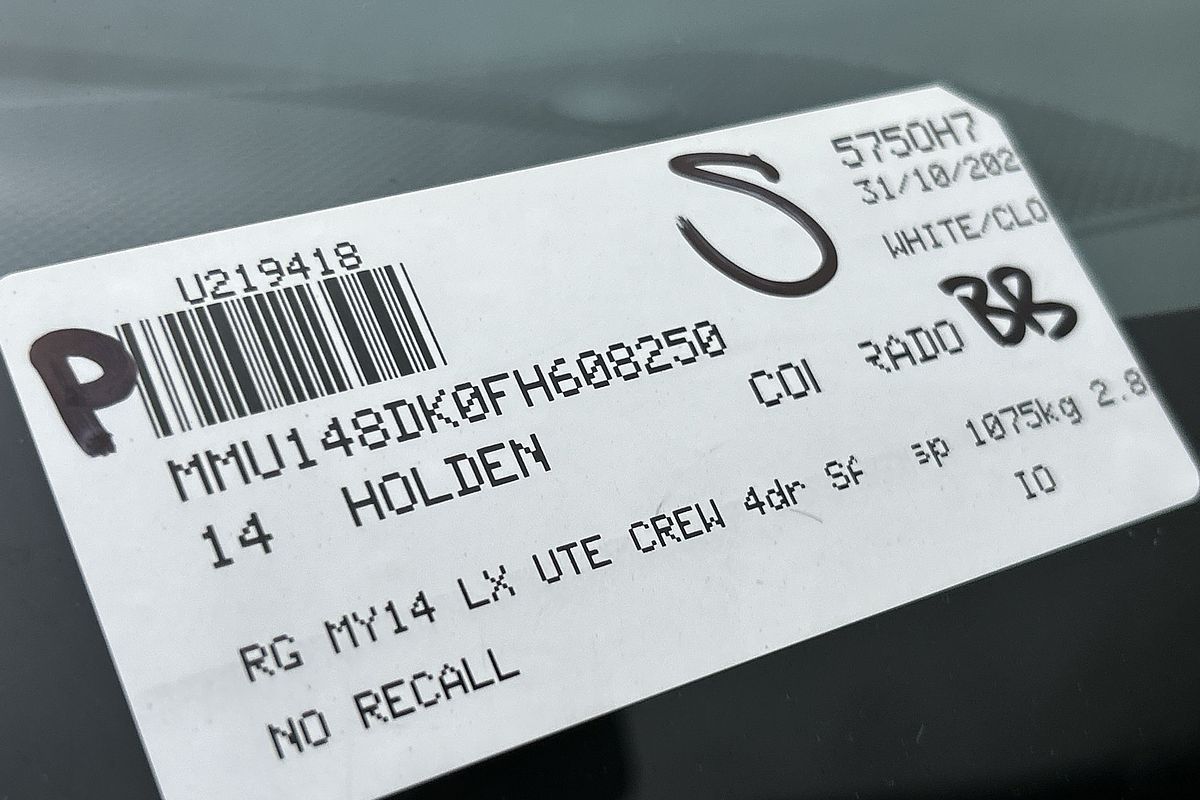 5750H7
31/10/202
WHITE/CLO
S
U219418
P
BB
MMU148DK0FH608250
14 HOLDEN COL RADO
RG MY14 LX UTE CREW 4dr sp 1075kg 2.8
NO RECALL IO